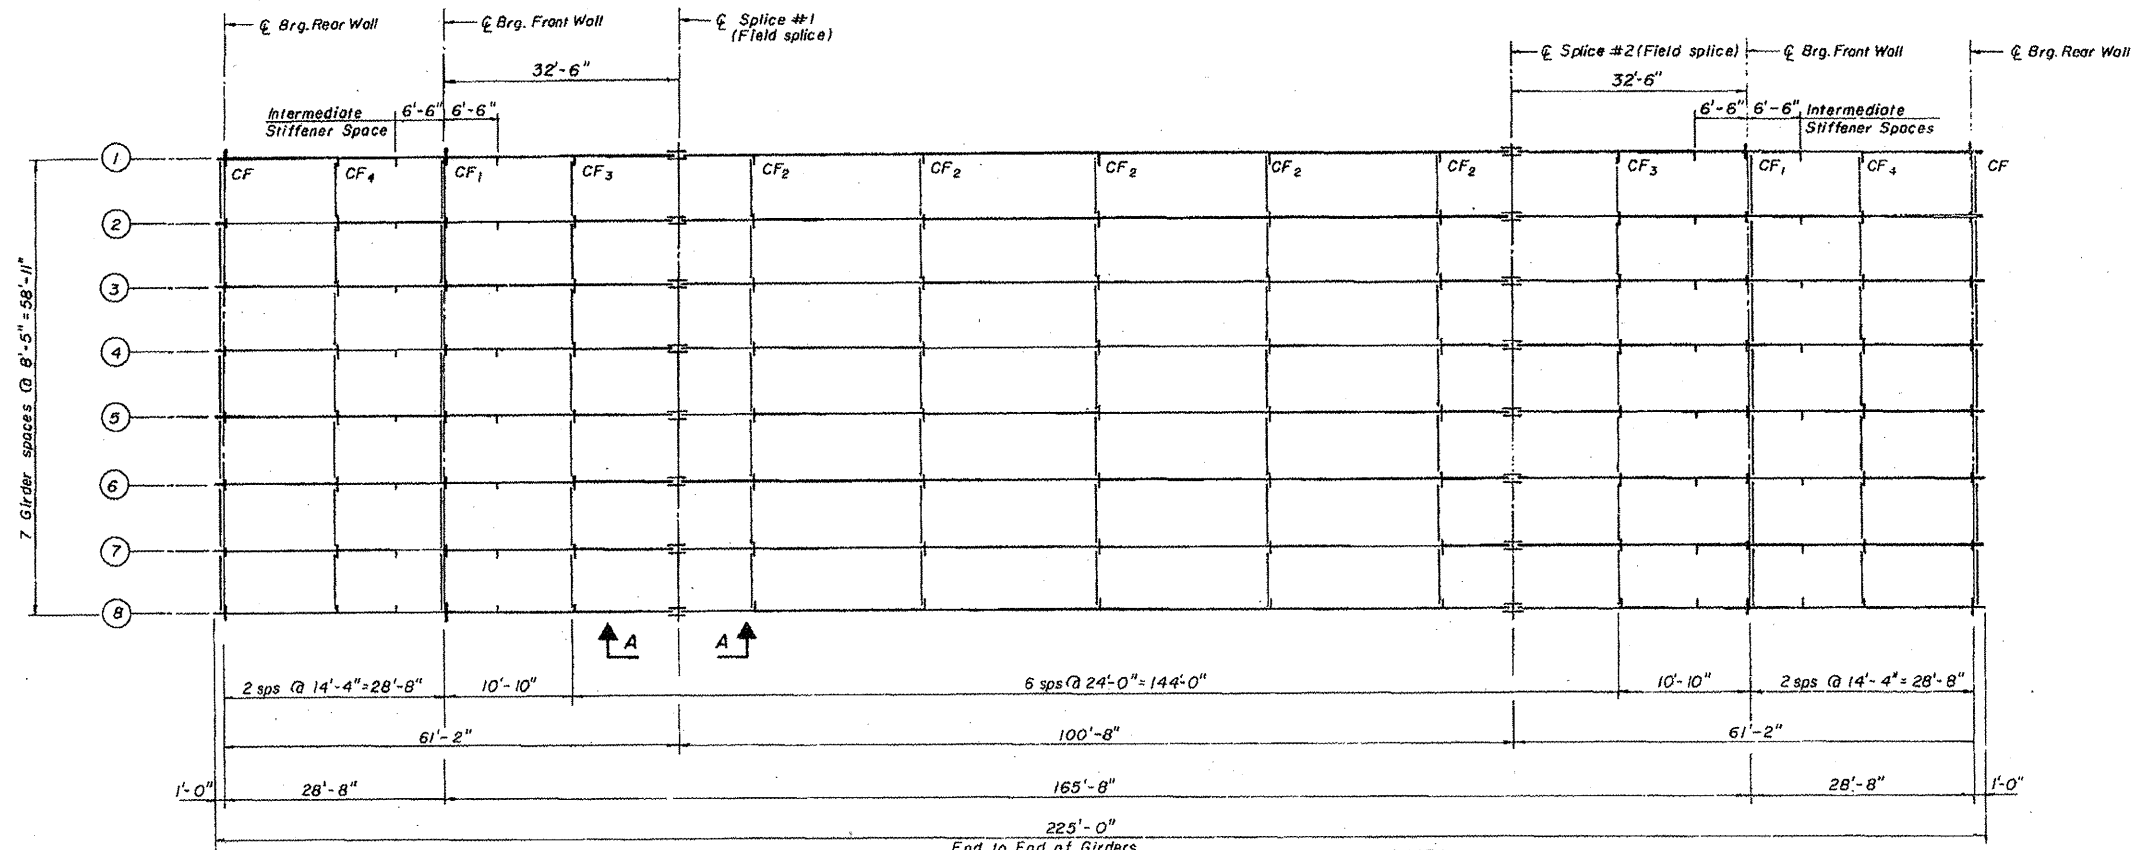 ℄ Brg. Rear Wall
℄ Brg. Front Wall
℄ Splice #1
(Field splice)
℄ Splice #2 (Field splice)
℄ Brg. Front Wall
℄ Brg. Rear Wall
32'-6"
32'-6"
Intermediate
Stiffener Space
6'-6" 6'-6"
6'-6" 6'-6"
Intermediate
Stiffener Spaces
1
CF CF4 CF1 CF3 CF2 CF2 CF2 CF2 CF2 CF3 CF1 CF4 CF
2
3
4
5
6
7
8
7 Girder spaces @ 8'-5" = 58'-11"
A A
2 sps @ 14'-4" = 28'-8" 10'-10" 6 sps @ 24'-0" = 144'-0" 10'-10" 2 sps @ 14'-4" = 28'-8"
61'-2" 100'-8" 61'-2"
1'-0" 28'-8" 165'-8" 28'-8" 1'-0"
225'-0"
End to End of Girders